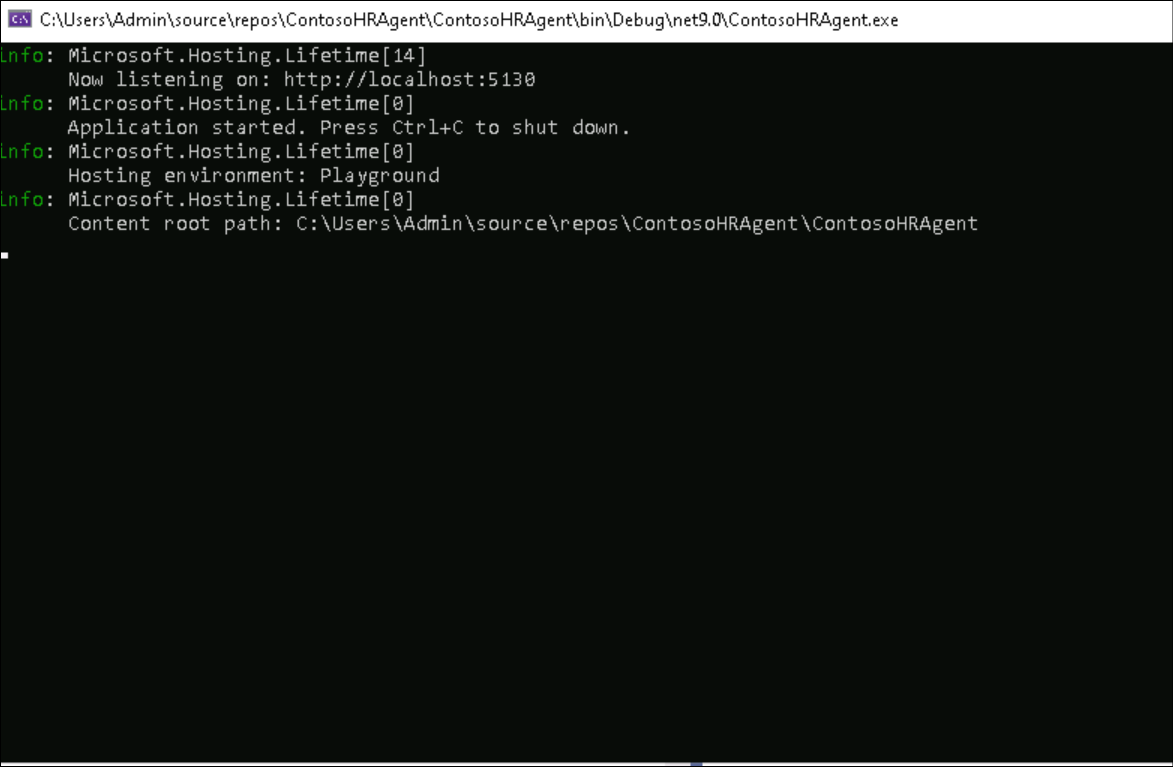 C:\Users\Admin\source\repos\ContosoHRAgent\ContosoHRAgent\bin\Debug\net9.0\ContosoHRAgent.exe
info: Microsoft.Hosting.Lifetime[14]
Now listening on: http://localhost:5130
info: Microsoft.Hosting.Lifetime[0]
Application started. Press Ctrl+C to shut down.
info: Microsoft.Hosting.Lifetime[0]
Hosting environment: Playground
info: Microsoft.Hosting.Lifetime[0]
Content root path: C:\Users\Admin\source\repos\ContosoHRAgent\ContosoHRAgent